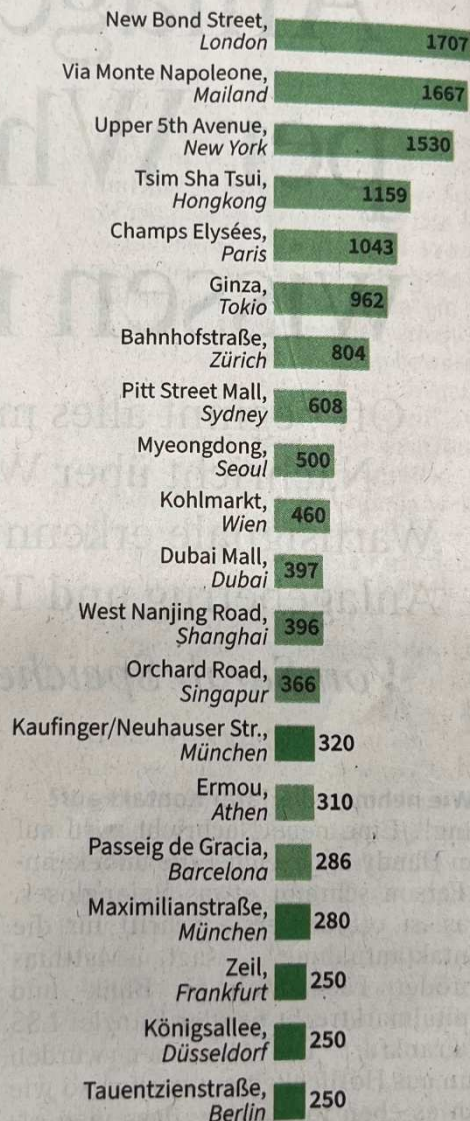 New Bond Street,
London 1707
Via Monte Napoleone,
Mailand 1667
Upper 5th Avenue,
New York 1530
Tsim Sha Tsui,
Hongkong 1159
Champs Elysées,
Paris 1043
Ginza,
Tokio 962
Bahnhofstraße,
Zürich 804
Pitt Street Mall,
Sydney 608
Myeongdong,
Seoul 500
Kohlmarkt,
Wien 460
Dubai Mall,
Dubai 397
West Nanjing Road,
Shanghai 396
Orchard Road,
Singapur 366
Kaufinger/Neuhauser Str.,
München 320
Ermou,
Athen 310
Passeig de Gracia,
Barcelona 286
Maximilianstraße,
München 280
Zeil,
Frankfurt 250
Königsallee,
Düsseldorf 250
Tauentzienstraße,
Berlin 250